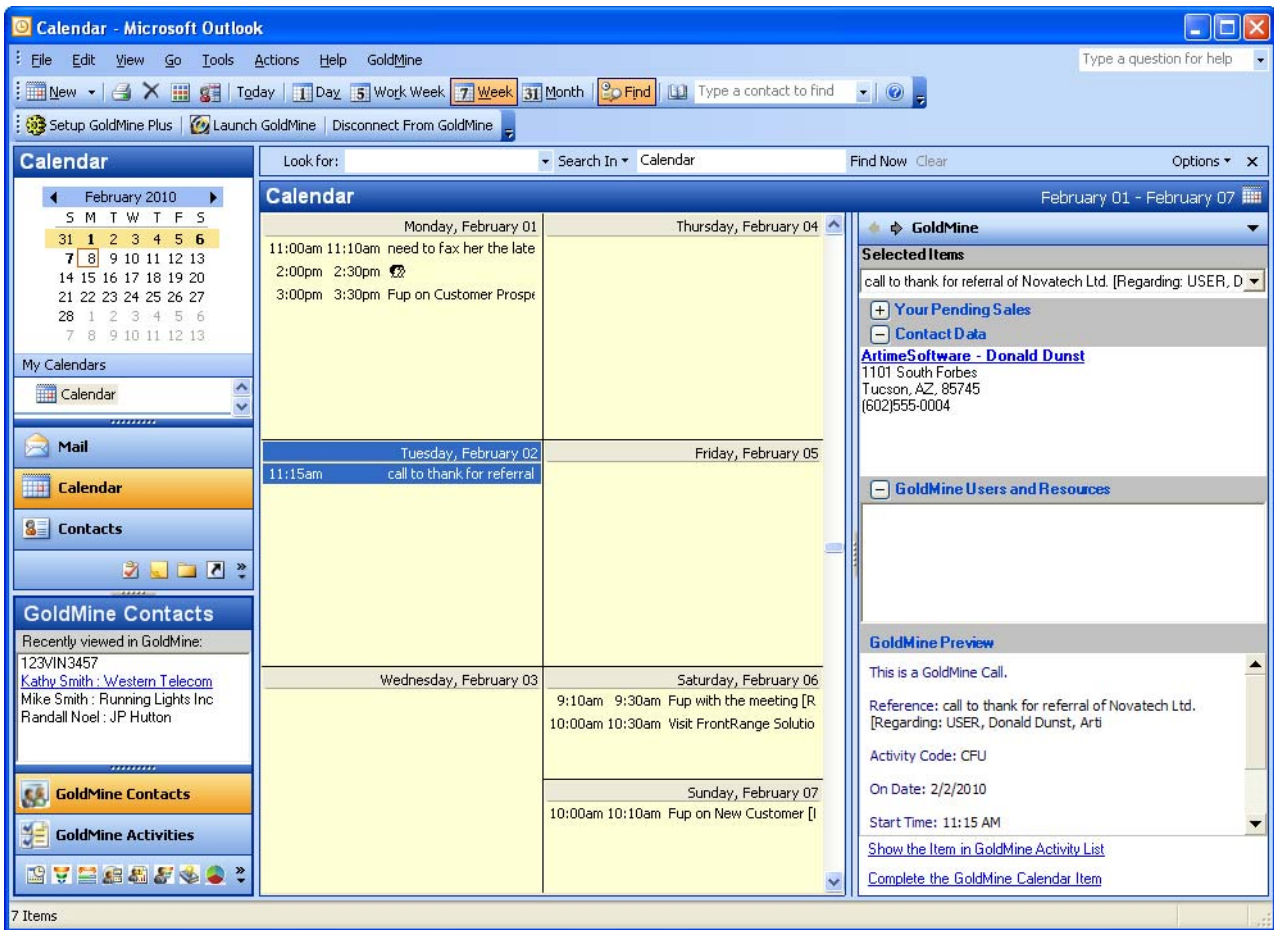 Calendar - Microsoft Outlook
File Edit View Go Tools Actions Help GoldMine Type a question for help
New Today 1 Day 5 Work Week 7 Week 31 Month Find Type a contact to find
Setup GoldMine Plus Launch GoldMine Disconnect From GoldMine
Calendar
Look for: Search In Calendar Find Now Clear Options
February 2010
S M T W T F S
31 1 2 3 4 5 6
7 8 9 10 11 12 13
14 15 16 17 18 19 20
21 22 23 24 25 26 27
28 1 2 3 4 5 6
7 8 9 10 11 12 13
My Calendars
Calendar
Mail
Calendar
Contacts
GoldMine Contacts
Recently viewed in GoldMine:
123VIN3457
Kathy Smith : Western Telecom
Mike Smith : Running Lights Inc
Randall Noel : JP Hutton
GoldMine Contacts
GoldMine Activities
Calendar February 01 - February 07
Monday, February 01
11:00am 11:10am need to fax her the late
2:00pm 2:30pm
3:00pm 3:30pm Fup on Customer Prospe
Tuesday, February 02
11:15am call to thank for referral
Wednesday, February 03
Thursday, February 04
Friday, February 05
Saturday, February 06
9:10am 9:30am Fup with the meeting [R
10:00am 10:30am Visit FrontRange Solutio
Sunday, February 07
10:00am 10:10am Fup on New Customer [
GoldMine
Selected Items
call to thank for referral of Novatech Ltd. [Regarding: USER, D
Your Pending Sales
Contact Data
ArtimeSoftware - Donald Dunst
1101 South Forbes
Tucson, AZ, 85745
(602)555-0004
GoldMine Users and Resources
GoldMine Preview
This is a GoldMine Call.
Reference: call to thank for referral of Novatech Ltd.
[Regarding: USER, Donald Dunst, Arti
Activity Code: CFU
On Date: 2/2/2010
Start Time: 11:15 AM
Show the Item in GoldMine Activity List
Complete the GoldMine Calendar Item
7 Items